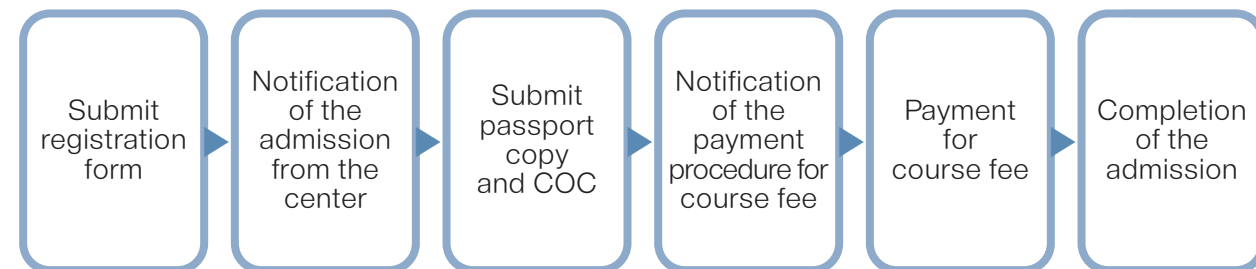 Submit
registration
form
Notification
of the
admission
from the
center
Submit
passport
copy
and COC
Notification
of the
payment
procedure for
course fee
Payment
for
course fee
Completion
of the
admission